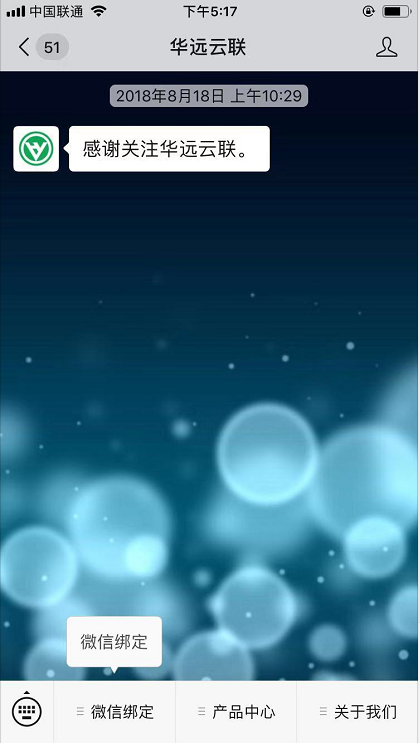 中国联通
下午5:17
51
华远云联
2018年8月18日 上午10:29
感谢关注华远云联。
微信绑定
微信绑定
产品中心
关于我们